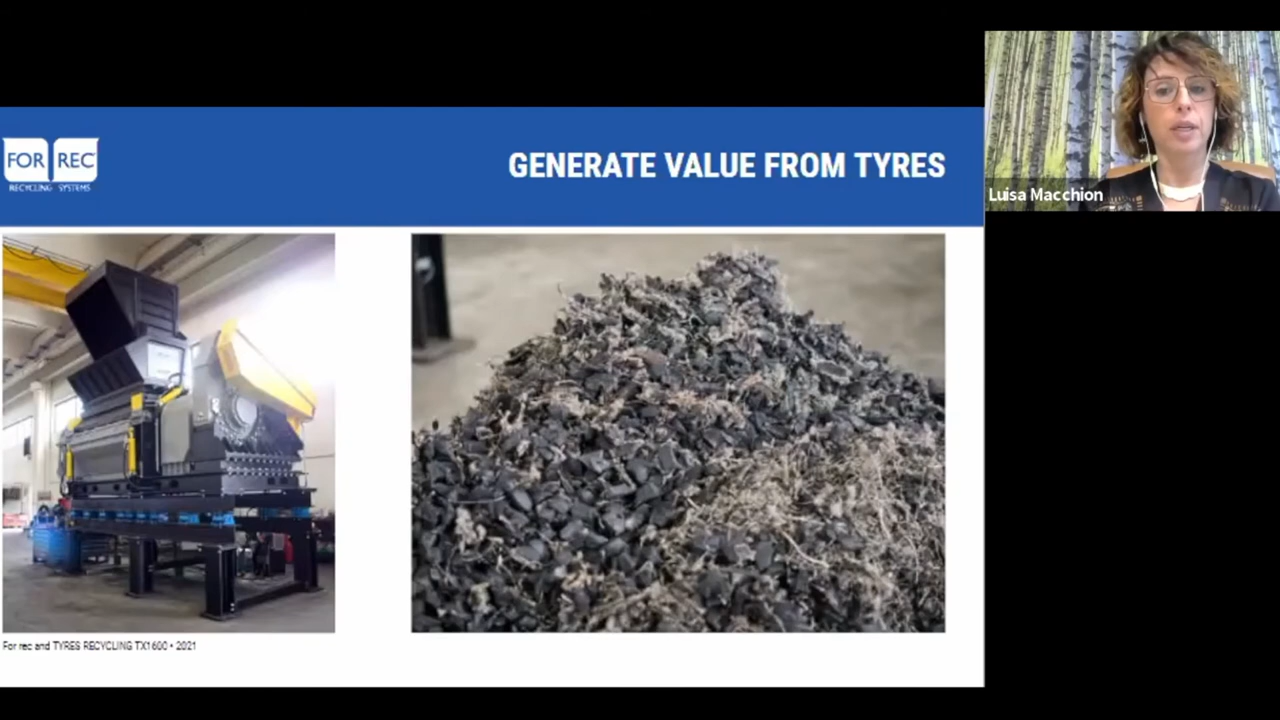 FOR REC
RECYCLING SYSTEMS
GENERATE VALUE FROM TYRES
Luisa Macchion
For rec and TYRES RECYCLING TX1600 • 2021